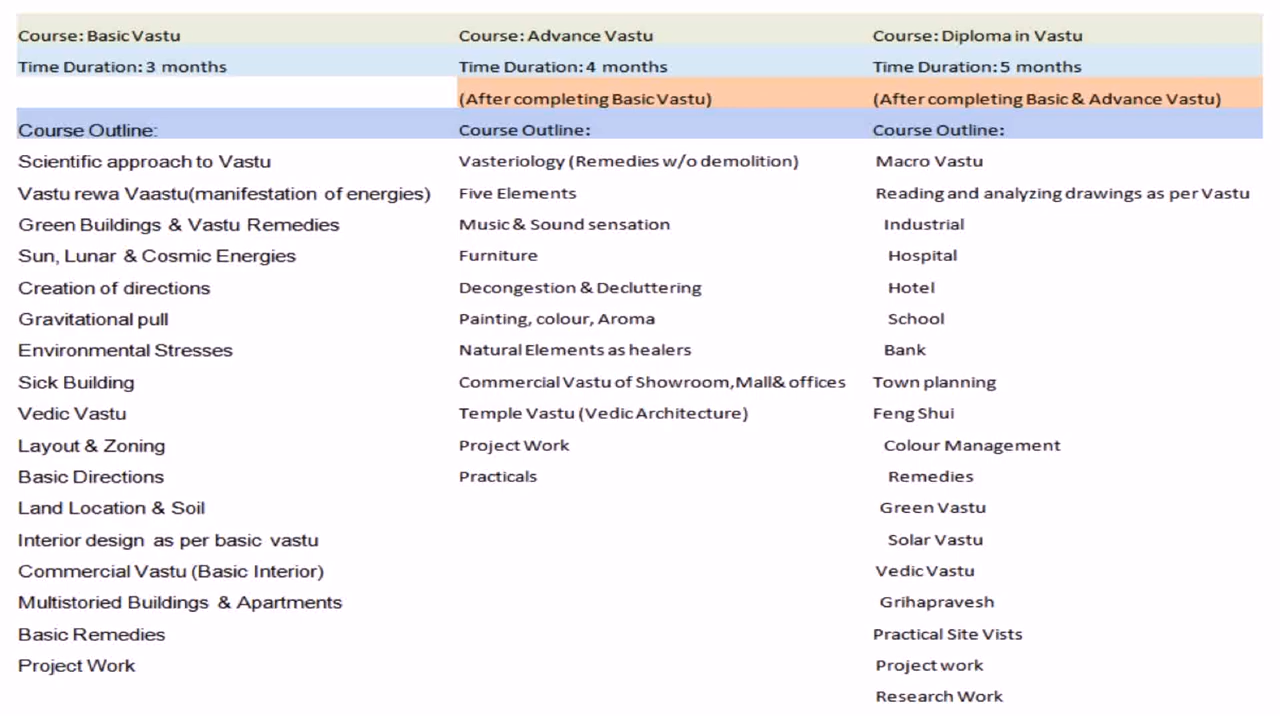 Course: Basic Vastu
Course: Advance Vastu
Course: Diploma in Vastu
Time Duration: 3 months
Time Duration: 4 months
Time Duration: 5 months
(After completing Basic Vastu)
(After completing Basic & Advance Vastu)
Course Outline:
Course Outline:
Course Outline:
Scientific approach to Vastu
Vastu rewa Vaastu(manifestation of energies)
Green Buildings & Vastu Remedies
Sun, Lunar & Cosmic Energies
Creation of directions
Gravitational pull
Environmental Stresses
Sick Building
Vedic Vastu
Layout & Zoning
Basic Directions
Land Location & Soil
Interior design as per basic vastu
Commercial Vastu (Basic Interior)
Multistoried Buildings & Apartments
Basic Remedies
Project Work
Vasteriology (Remedies w/o demolition)
Five Elements
Music & Sound sensation
Furniture
Decongestion & Decluttering
Painting, colour, Aroma
Natural Elements as healers
Commercial Vastu of Showroom,Mall& offices
Temple Vastu (Vedic Architecture)
Project Work
Practicals
Macro Vastu
Reading and analyzing drawings as per Vastu
Industrial
Hospital
Hotel
School
Bank
Town planning
Feng Shui
Colour Management
Remedies
Green Vastu
Solar Vastu
Vedic Vastu
Grihapravesh
Practical Site Vists
Project work
Research Work